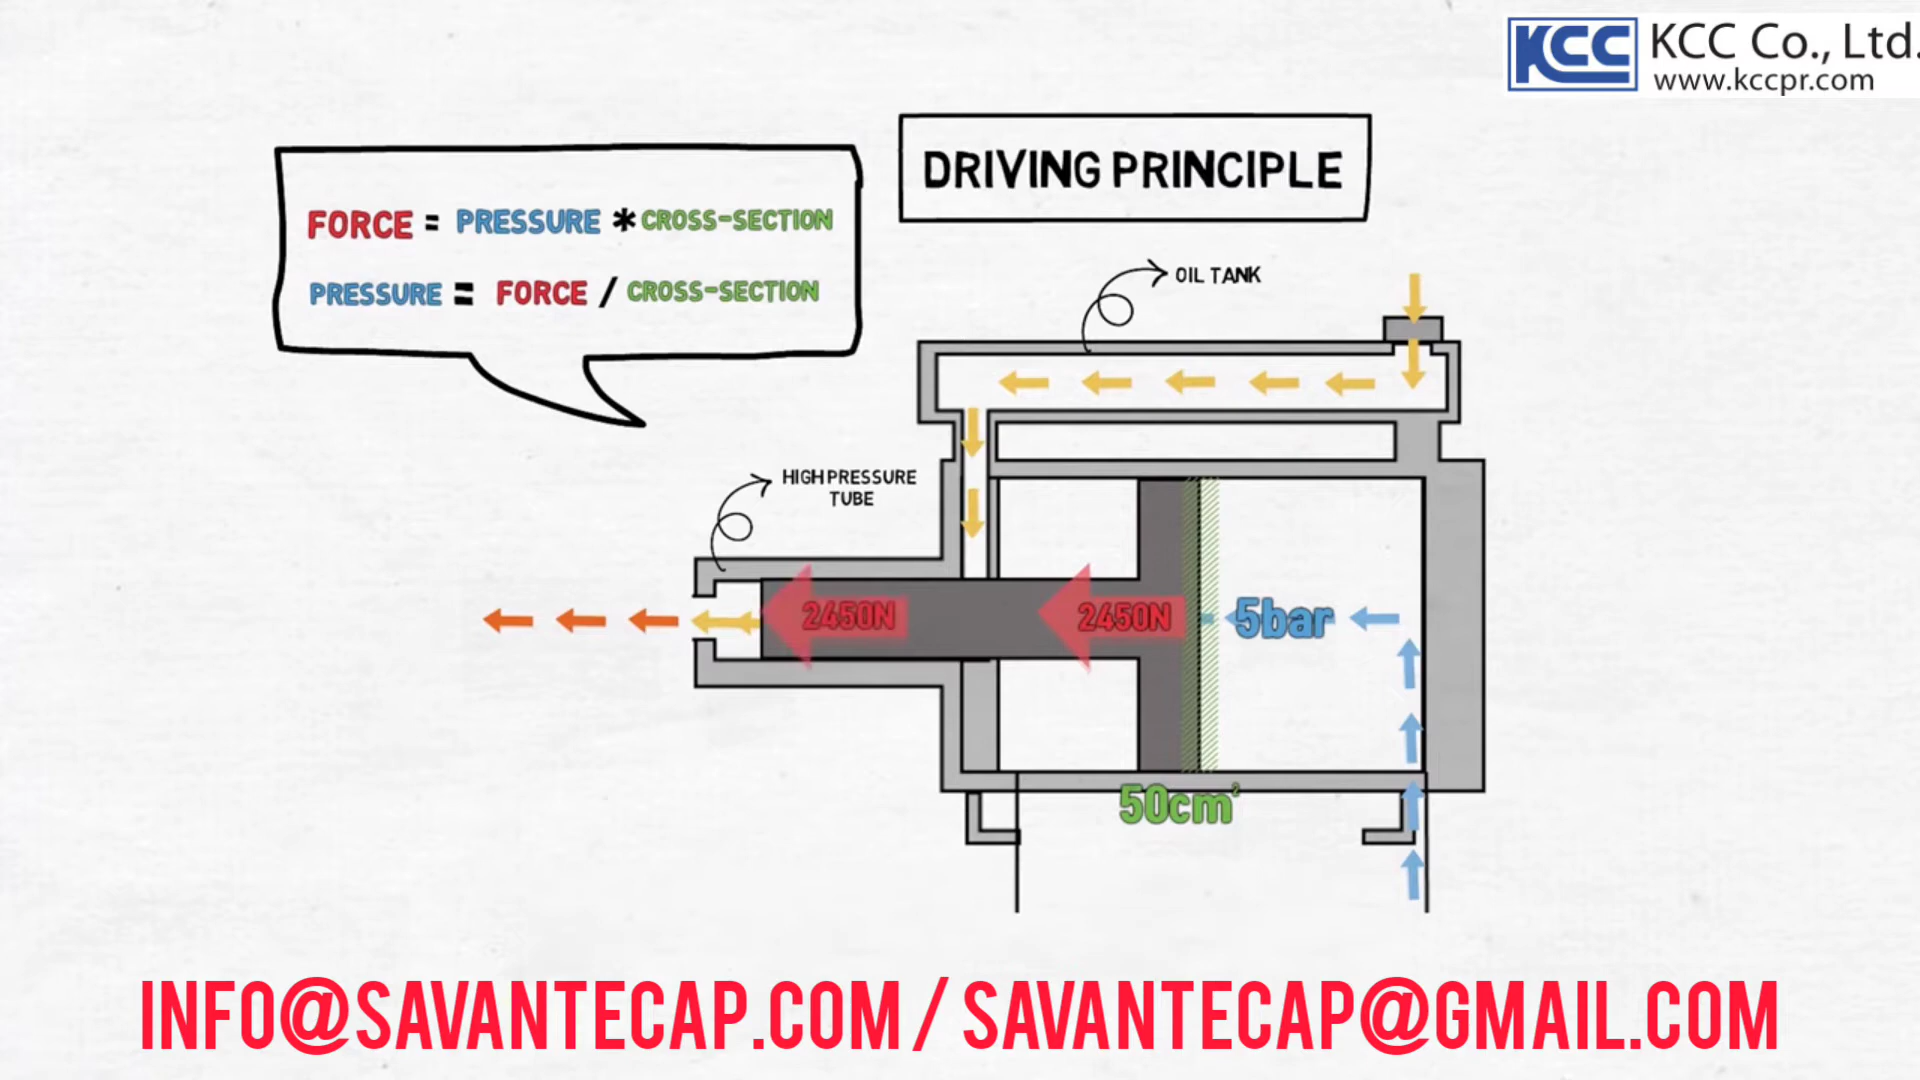 KCC KCC Co., Ltd.
www.kccpr.com
DRIVING PRINCIPLE
FORCE = PRESSURE * CROSS-SECTION
PRESSURE = FORCE / CROSS-SECTION
OIL TANK
HIGH PRESSURE
TUBE
2450N
2450N
5bar
50cm²
INFO@SAVANTECAP.COM / SAVANTECAP@GMAIL.COM